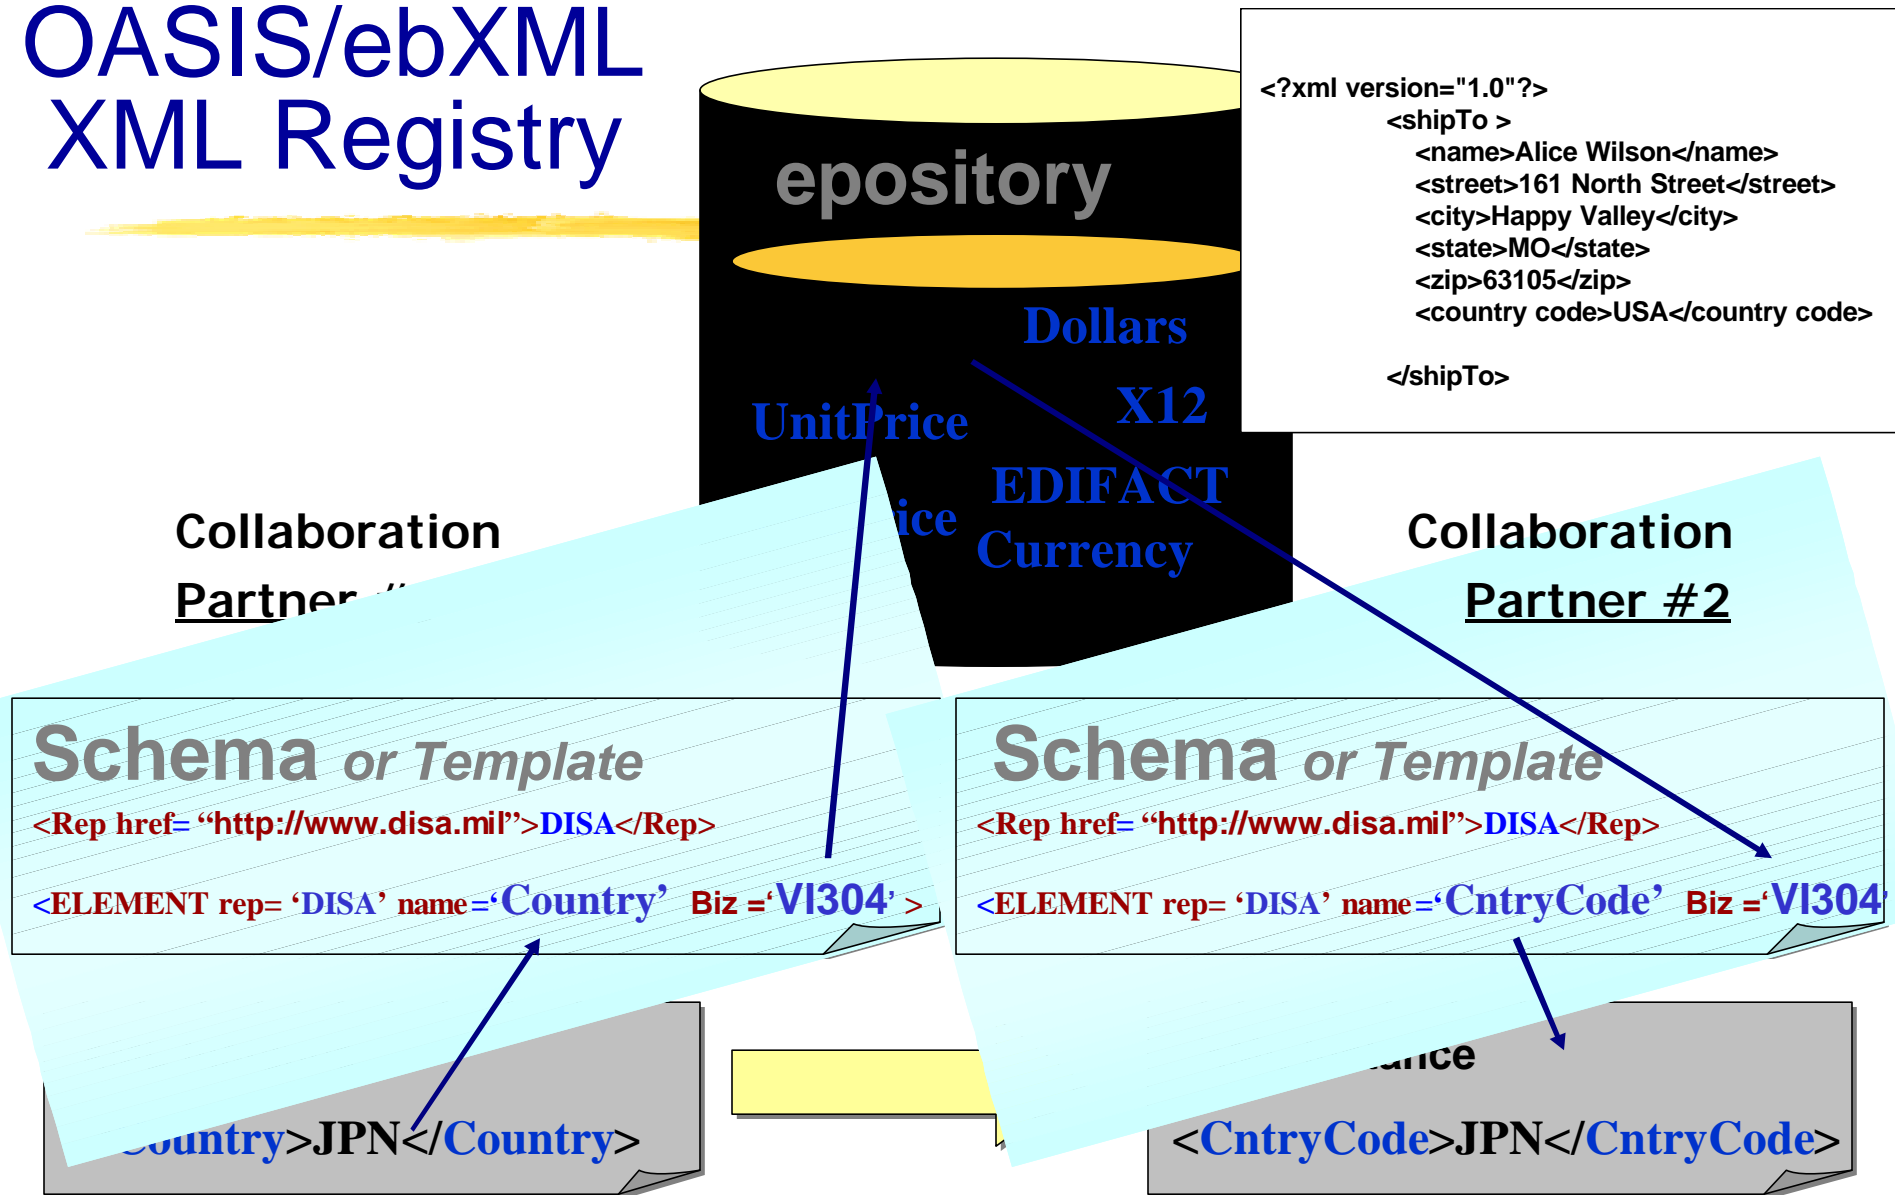 OASIS/ebXML
XML Registry
epository
Dollars
X12
UnitPrice
EDIFACT
ice
Currency
<?xml version="1.0"?>
<shipTo >
<name>Alice Wilson</name>
<street>161 North Street</street>
<city>Happy Valley</city>
<state>MO</state>
<zip>63105</zip>
<country code>USA</country code>
</shipTo>
Collaboration
Partner
Collaboration
Partner #2
Schema or Template
<Rep href= “http://www.disa.mil”>DISA</Rep>
<ELEMENT rep= ‘DISA’ name=‘Country’ Biz =‘VI304’ >
Schema or Template
<Rep href= “http://www.disa.mil”>DISA</Rep>
<ELEMENT rep= ‘DISA’ name=‘CntryCode’ Biz =‘VI304’
ountry>JPN</Country>
ance
<CntryCode>JPN</CntryCode>